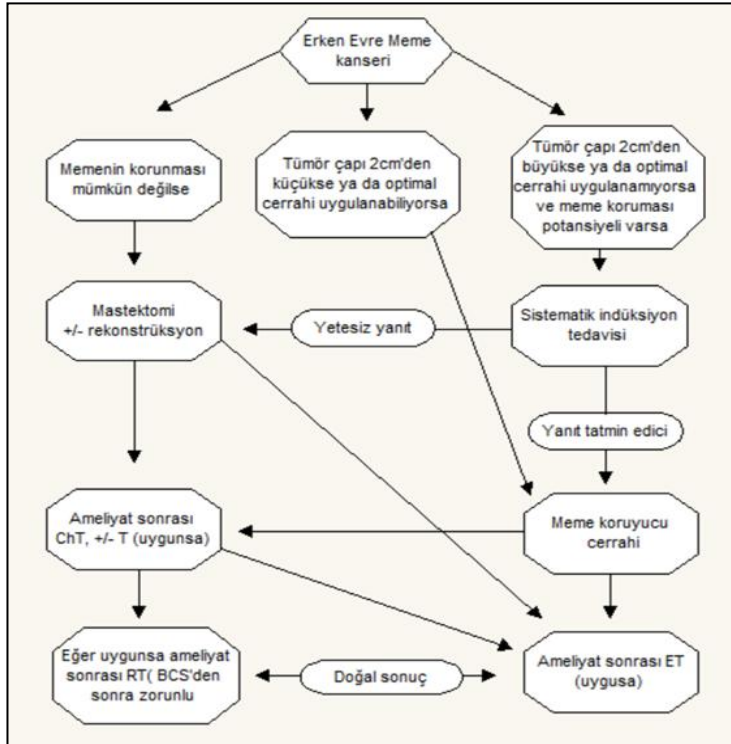 Erken Evre Meme
kanseri
Memenin korunması
mümkün değilse
Tümör çapı 2cm'den
küçükse ya da optimal
cerrahi uygulanabiliyorsa
Tümör çapı 2cm'den
büyükse ya da optimal
cerrahi uygulanamıyorsa
ve meme koruması
potansiyeli varsa
Mastektomi
+/- rekonstrüksyon
Yetesiz yanıt
Sistematik indüksiyon
tedavisi
Yanıt tatmin edici
Ameliyat sonrası
ChT, +/- T (uygunsa)
Meme koruyucu
cerrahi
Eğer uygunsa ameliyat
sonrası RT( BCS'den
sonra zorunlu
Doğal sonuç
Ameliyat sonrası ET
(uygusa)